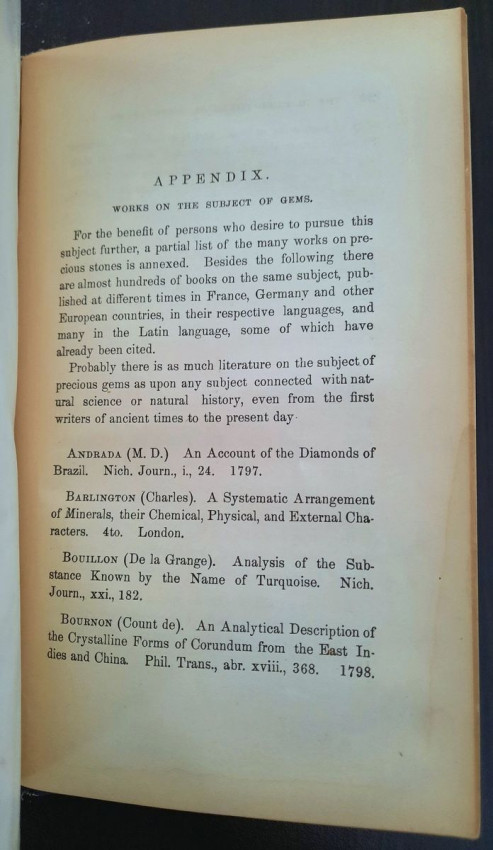 APPENDIX.
WORKS ON THE SUBJECT OF GEMS.
For the benefit of persons who desire to pursue this
subject further, a partial list of the many works on pre-
cious stones is annexed. Besides the following there
are almost hundreds of books on the same subject, pub-
lished at different times in France, Germany and other
European countries, in their respective languages, and
many in the Latin language, some of which have
already been cited.
Probably there is as much literature on the subject of
precious gems as upon any subject connected with nat-
ural science or natural history, even from the first
writers of ancient times to the present day·
ANDRADA (M. D.) An Account of the Diamonds of
Brazil. Nich. Journ., i., 24. 1797.
BARLINGTON (Charles). A Systematic Arrangement
of Minerals, their Chemical, Physical, and External Cha-
racters. 4to. London.
BOUILLON (De la Grange). Analysis of the Sub-
stance Known by the Name of Turquoise. Nich.
Journ., xxi., 182.
BOURNON (Count de). An Analytical Description of
the Crystalline Forms of Corundum from the East In-
dies and China. Phil. Trans., abr. xviii., 368. 1798.